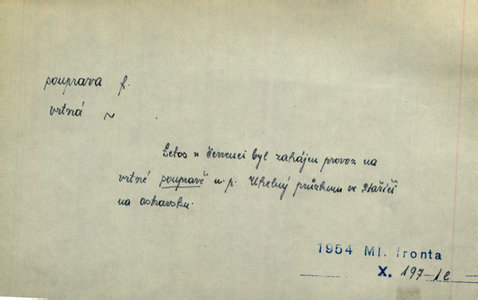 souprava f.
vrtná ~
Letos v červenci byl zahájen provoz na
vrtné soupravě n. p. Uhelný průzkum ve Staříči
na ostravsku.
1954 Ml. fronta
X. 197-1c